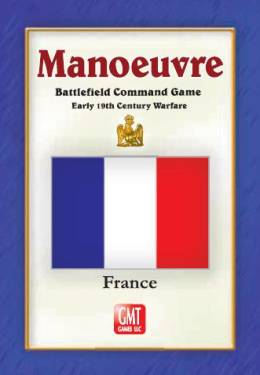 Manoeuvre
Battlefield Command Game
Early 19th Century Warfare
France
GMT
GAMES LLC